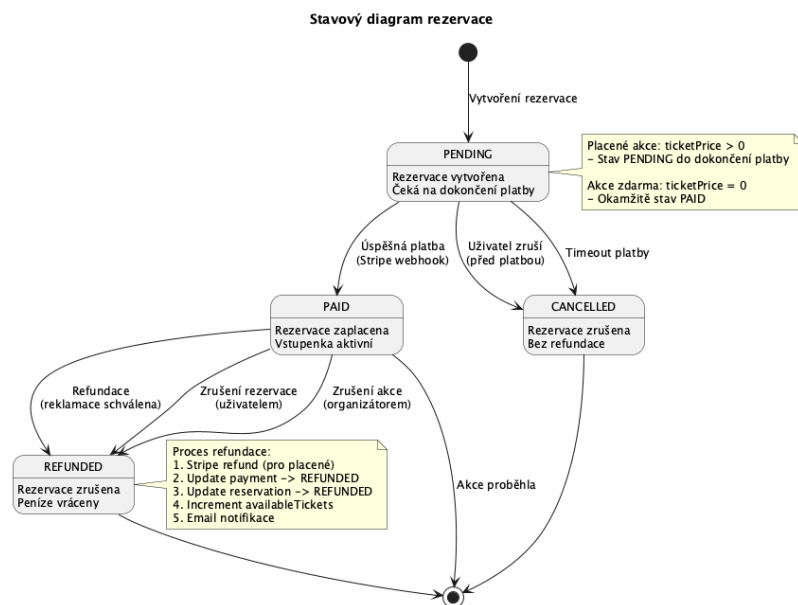 Stavový diagram rezervace
Vytvoření rezervace
PENDING
Rezervace vytvořena
Čeká na dokončení platby
Placené akce: ticketPrice > 0
– Stav PENDING do dokončení platby
Akce zdarma: ticketPrice = 0
– Okamžitě stav PAID
Úspěšná platba
(Stripe webhook)
Uživatel zruší
(před platbou)
Timeout platby
PAID
Rezervace zaplacena
Vstupenka aktivní
CANCELLED
Rezervace zrušena
Bez refundace
Refundace
(reklamace schválena)
Zrušení rezervace
(uživatelem)
Zrušení akce
(organizátorem)
Akce proběhla
REFUNDED
Rezervace zrušena
Peníze vráceny
Proces refundace:
1. Stripe refund (pro placené)
2. Update payment –> REFUNDED
3. Update reservation –> REFUNDED
4. Increment availableTickets
5. Email notifikace